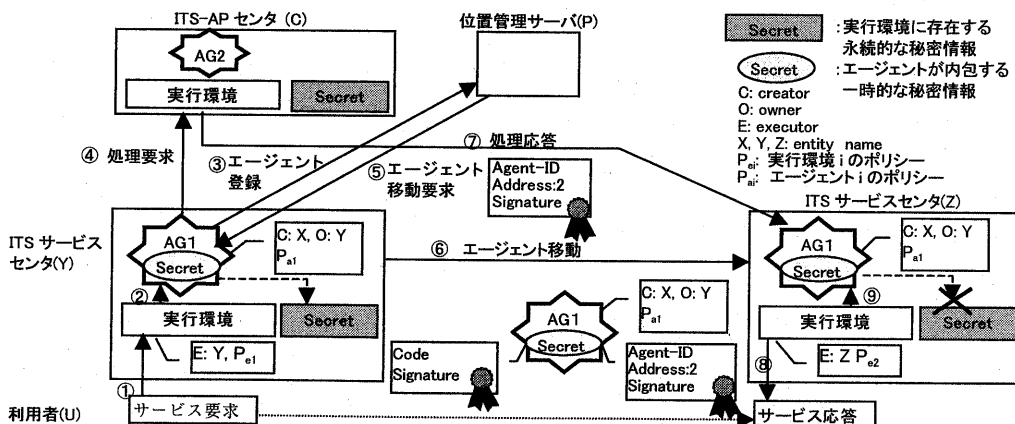 ITS-AP センタ (C)
AG2
実行環境
Secret
位置管理サーバ(P)
Secret
:実行環境に存在する
永続的な秘密情報
Secret
:エージェントが内包する
一時的な秘密情報
C: creator
O: owner
E: executor
X, Y, Z: entity name
Pei: 実行環境 i のポリシー
Pai: エージェント i のポリシー
④ 処理要求
③ エージェント
登録
⑤ エージェント
移動要求
⑦ 処理応答
Agent-ID
Address:2
Signature
ITS サービス
センタ(Y)
AG1
Secret
C: X, O: Y
Pa1
②
実行環境
Secret
E: Y, Pe1
⑥ エージェント移動
AG1
Secret
C: X, O: Y
Pa1
Code
Signature
Agent-ID
Address:2
Signature
ITS サービスセンタ(Z)
AG1
Secret
C: X, O: Y
Pa1
⑨
実行環境
Secret
E: Z Pe2
⑧
①
利用者(U)
サービス要求
サービス応答